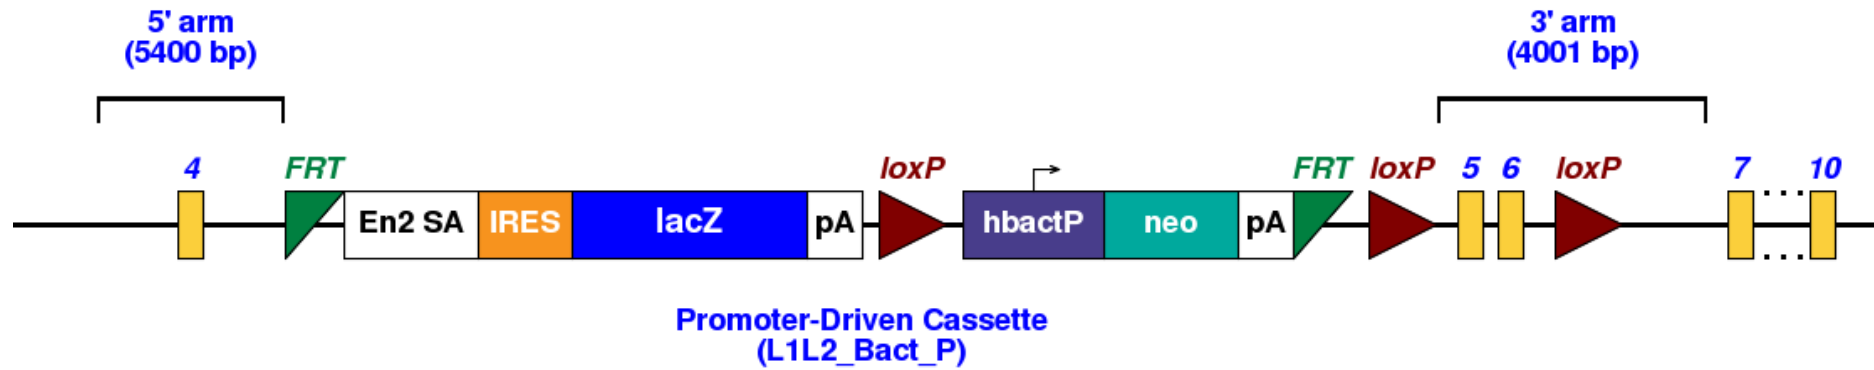 5' arm
(5400 bp)
3' arm
(4001 bp)
4
FRT
loxP
FRT
loxP
5
6
loxP
7
10
En2 SA
IRES
lacZ
pA
hbactP
neo
pA
Promoter-Driven Cassette
(L1L2_Bact_P)